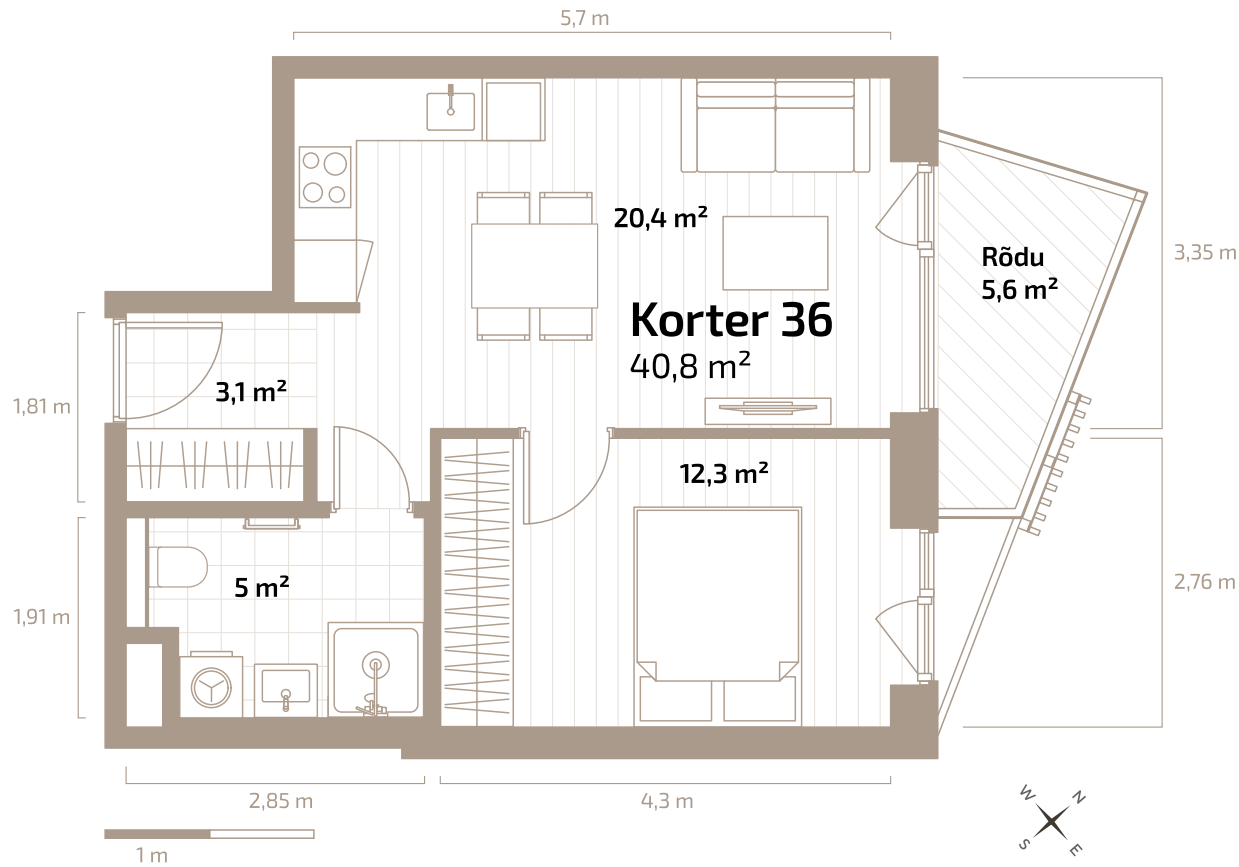 5,7 m
20,4 m²
Rõdu
5,6 m²
3,35 m
Korter 36
40,8 m²
3,1 m²
1,81 m
12,3 m²
5 m²
2,76 m
1,91 m
2,85 m
4,3 m
W
N
S
E
1 m